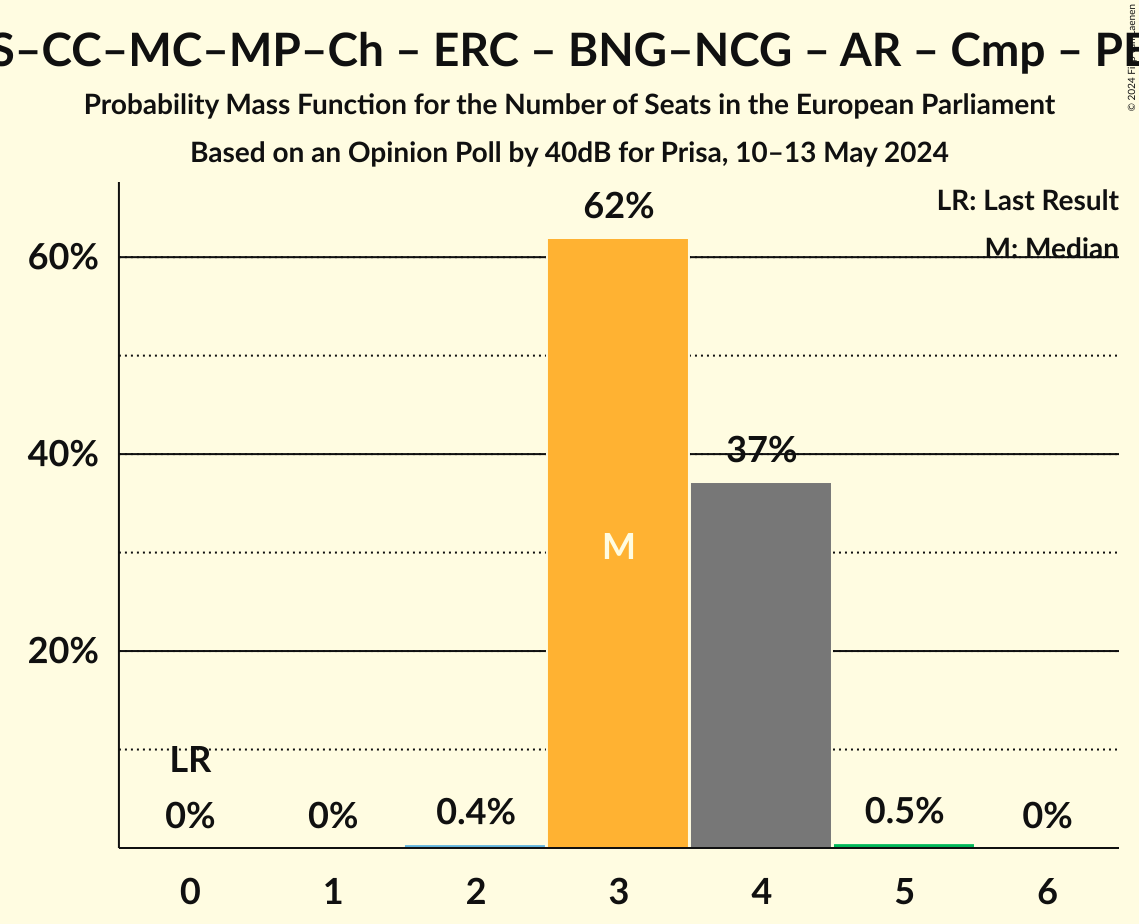 S–CC–MC–MP–Ch – ERC – BNG–NCG – AR – Cmp –
Probability Mass Function for the Number of Seats in the European Parliament
Based on an Opinion Poll by 40dB for Prisa, 10–13 May 2024
© 2024
LR: Last Result
M: Median
62%
60%
40%
37%
M
20%
LR
0%
0%
0.4%
0.5%
0%
0 1 2 3 4 5 6